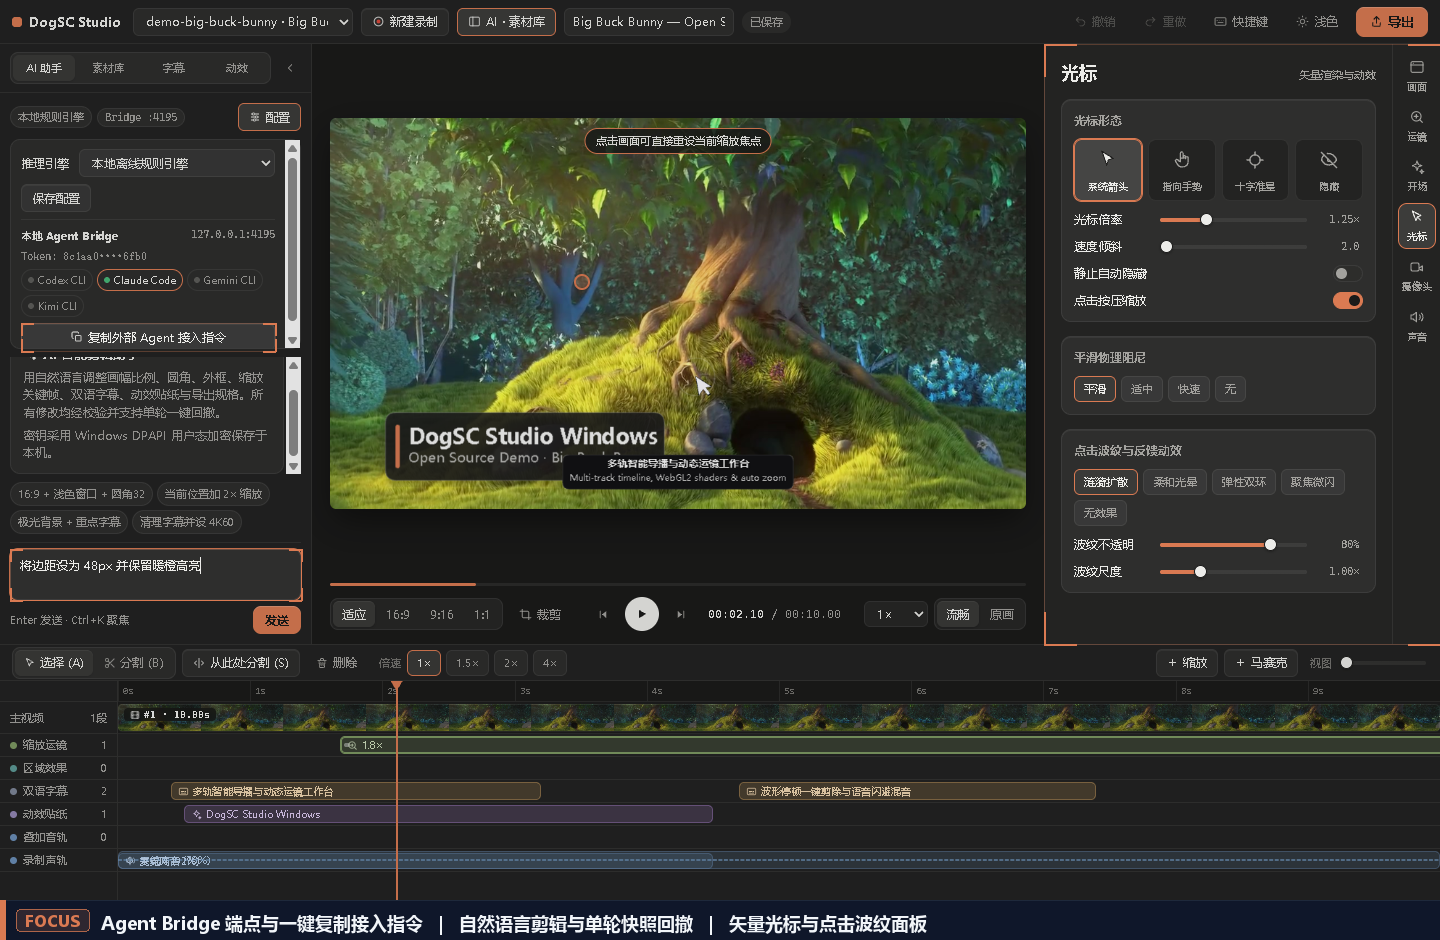 DogSC Studio
demo-big-buck-bunny · Big Bu
新建录制
AI · 素材库
Big Buck Bunny — Open S
已保存
撤销
重做
快捷键
浅色
导出
AI 助手
素材库
字幕
动效
本地规则引擎
Bridge :4195
配置
推理引擎
本地离线规则引擎
保存配置
本地 Agent Bridge
127.0.0.1:4195
Token: 8c1aa0****6fb0
Codex CLI
Claude Code
Gemini CLI
Kimi CLI
复制外部 Agent 接入指令
用自然语言调整画幅比例、圆角、外框、缩放
关键帧、双语字幕、动效贴纸与导出规格。所
有修改均经校验并支持单轮一键回撤。
密钥采用 Windows DPAPI 用户态加密保存于
本机。
16:9 + 浅色窗口 + 圆角32
当前位置加 2× 缩放
极光背景 + 重点字幕
清理字幕并设 4K60
将边距设为 48px 并保留暖橙高亮
Enter 发送 · Ctrl+K 聚焦
发送
点击画面可直接重设当前缩放焦点
DogSC Studio Windows
Open Source Demo · Big Buck B
多轨智能导播与动态运镜工作台
Multi-track timeline, WebGL2 shaders & auto zoom
适应
16:9
9:16
1:1
裁剪
00:02.10 / 00:10.00
1×
流畅
原画
光标
矢量渲染与动效
光标形态
系统箭头
指向手势
十字准星
隐藏
光标倍率
1.25×
速度倾斜
2.0
静止自动隐藏
点击按压缩放
平滑物理阻尼
平滑
适中
快速
无
点击波纹与反馈动效
涟漪扩散
柔和光晕
弹性双环
聚焦微闪
无效果
波纹不透明
80%
波纹尺度
1.00×
画面
运镜
开场
光标
摄像头
声音
选择 (A)
分割 (B)
从此处分割 (S)
删除
倍速
1×
1.5×
2×
4×
+ 缩放
+ 马赛克
视图
0s
1s
2s
3s
4s
5s
6s
7s
8s
9s
主视频
1段
#1 · 10.00s
缩放运镜
1
1.8×
区域效果
0
双语字幕
2
多轨智能导播与动态运镜工作台
波形停顿一键剪除与语音闪避混音
动效贴纸
1
DogSC Studio Windows
叠加音轨
0
录制声轨
FOCUS
Agent Bridge 端点与一键复制接入指令 | 自然语言剪辑与单轮快照回撤 | 矢量光标与点击波纹面板